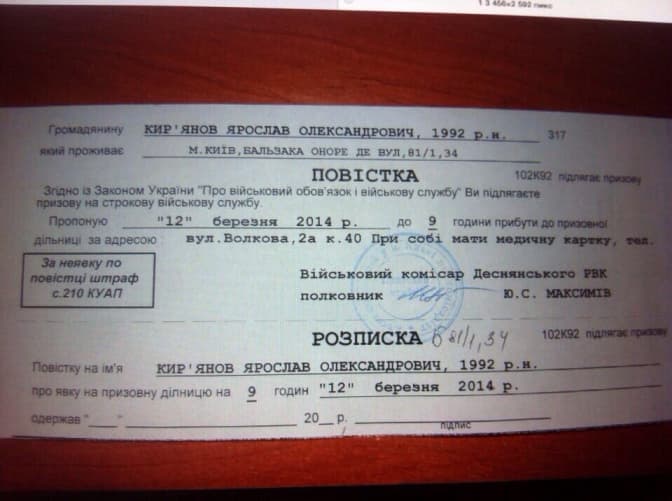 1 3 456×2 592 пикс
Громадянину КИР'ЯНОВ ЯРОСЛАВ ОЛЕКСАНДРОВИЧ, 1992 р.н. 317
який проживає М.КИЇВ,БАЛЬЗАКА ОНОРЕ ДЕ ВУЛ,81/1,34
ПОВІСТКА 102К92 підлягає призову
Згідно із Законом України "Про військовий обов'язок і військову службу" Ви підлягаєте
призову на строкову військову службу.
Пропоную "12" березня 2014 р. до 9 години прибути до призовної
дільниці за адресою вул.Волкова,2а к.40 При собі мати медичну картку, тел.
За неявку по
повістці штраф
с.210 КУАП
Військовий комісар Деснянського РВК
полковник Ю.С. МАКСИМІВ
РОЗПИСКА 81/1,34 102К92 підлягає призову
Повістку на ім'я КИР'ЯНОВ ЯРОСЛАВ ОЛЕКСАНДРОВИЧ, 1992 р.н.
про явку на призовну ділницю на 9 годин "12" березня 2014 р.
одержав "____" ____________ 20__ р. ____________
підпис